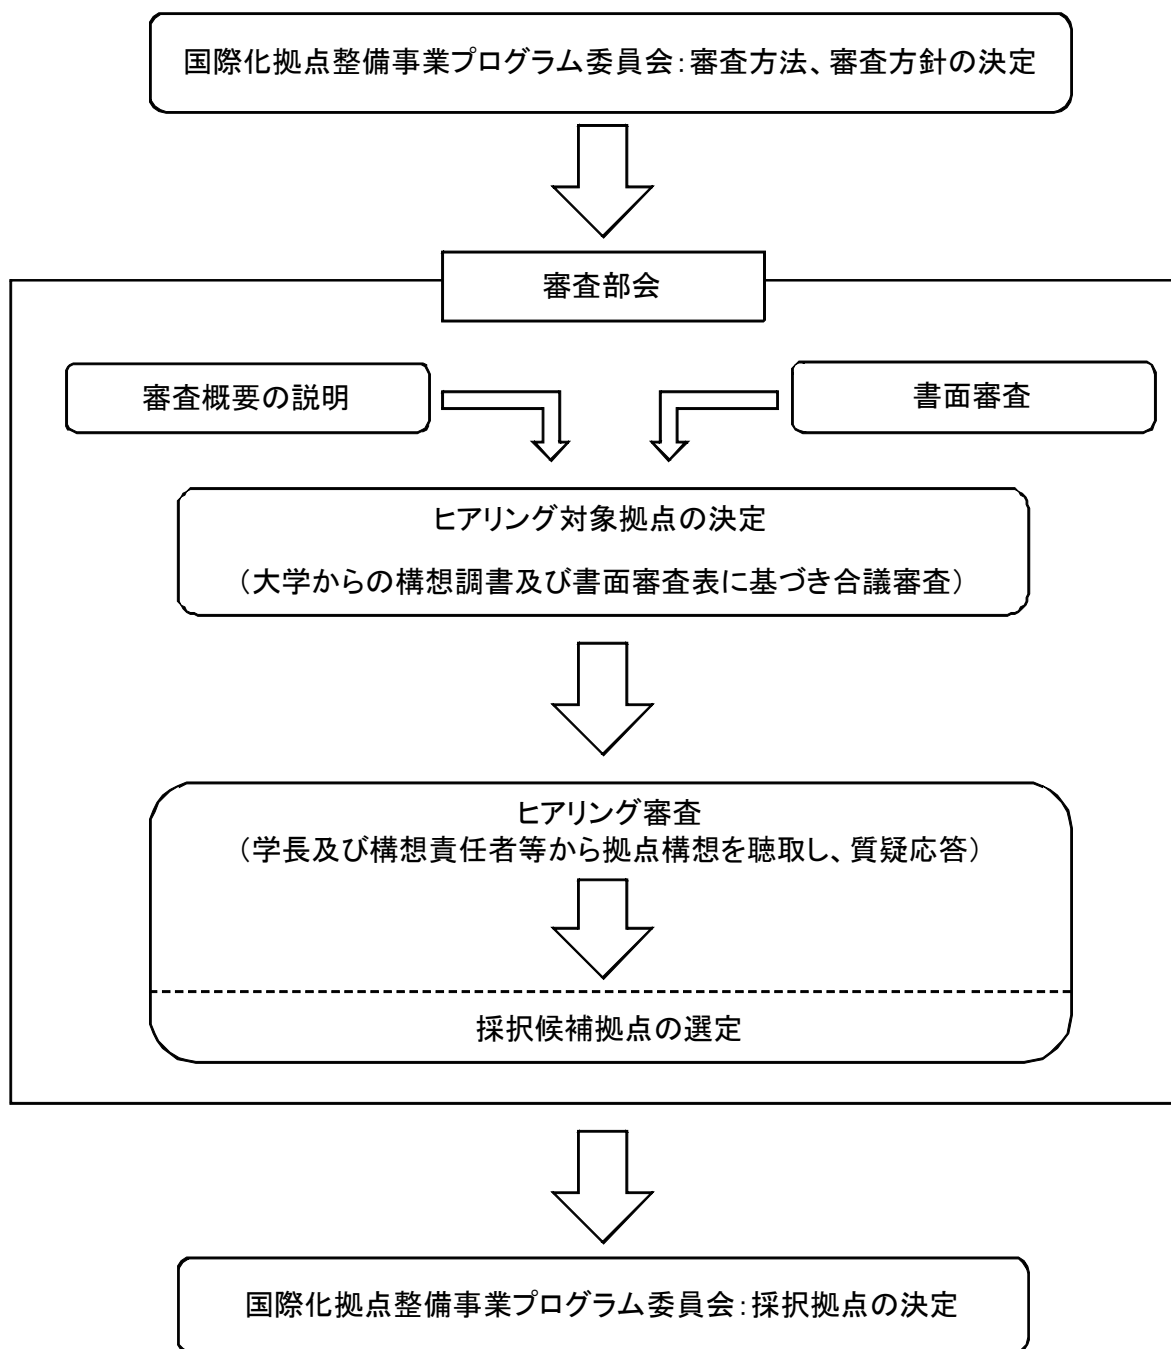 国際化拠点整備事業プログラム委員会：審査方法、審査方針の決定
審査部会
審査概要の説明
書面審査
ヒアリング対象拠点の決定
（大学からの構想調書及び書面審査表に基づき合議審査）
ヒアリング審査
（学長及び構想責任者等から拠点構想を聴取し、質疑応答）
採択候補拠点の選定
国際化拠点整備事業プログラム委員会：採択拠点の決定